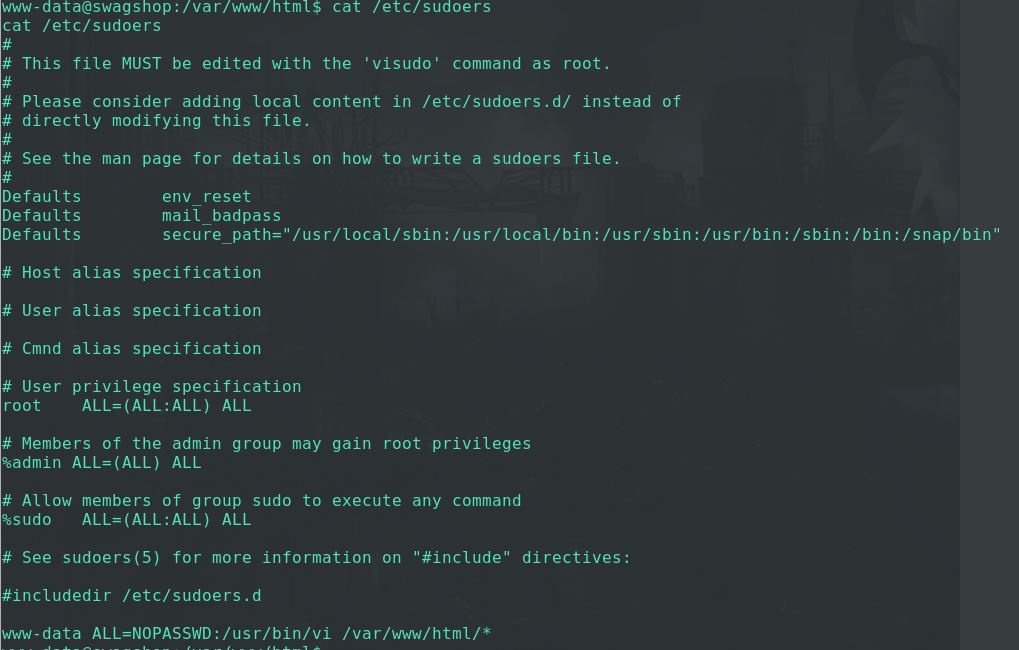 www-data@swagshop:/var/www/html$ cat /etc/sudoers
cat /etc/sudoers
#
# This file MUST be edited with the 'visudo' command as root.
#
# Please consider adding local content in /etc/sudoers.d/ instead of
# directly modifying this file.
#
# See the man page for details on how to write a sudoers file.
#
Defaults        env_reset
Defaults        mail_badpass
Defaults        secure_path="/usr/local/sbin:/usr/local/bin:/usr/sbin:/usr/bin:/sbin:/bin:/snap/bin"
# Host alias specification
# User alias specification
# Cmnd alias specification
# User privilege specification
root    ALL=(ALL:ALL) ALL
# Members of the admin group may gain root privileges
%admin ALL=(ALL) ALL
# Allow members of group sudo to execute any command
%sudo   ALL=(ALL:ALL) ALL
# See sudoers(5) for more information on "#include" directives:
#includedir /etc/sudoers.d
www-data ALL=NOPASSWD:/usr/bin/vi /var/www/html/*
www-data@swagshop:/var/www/html$